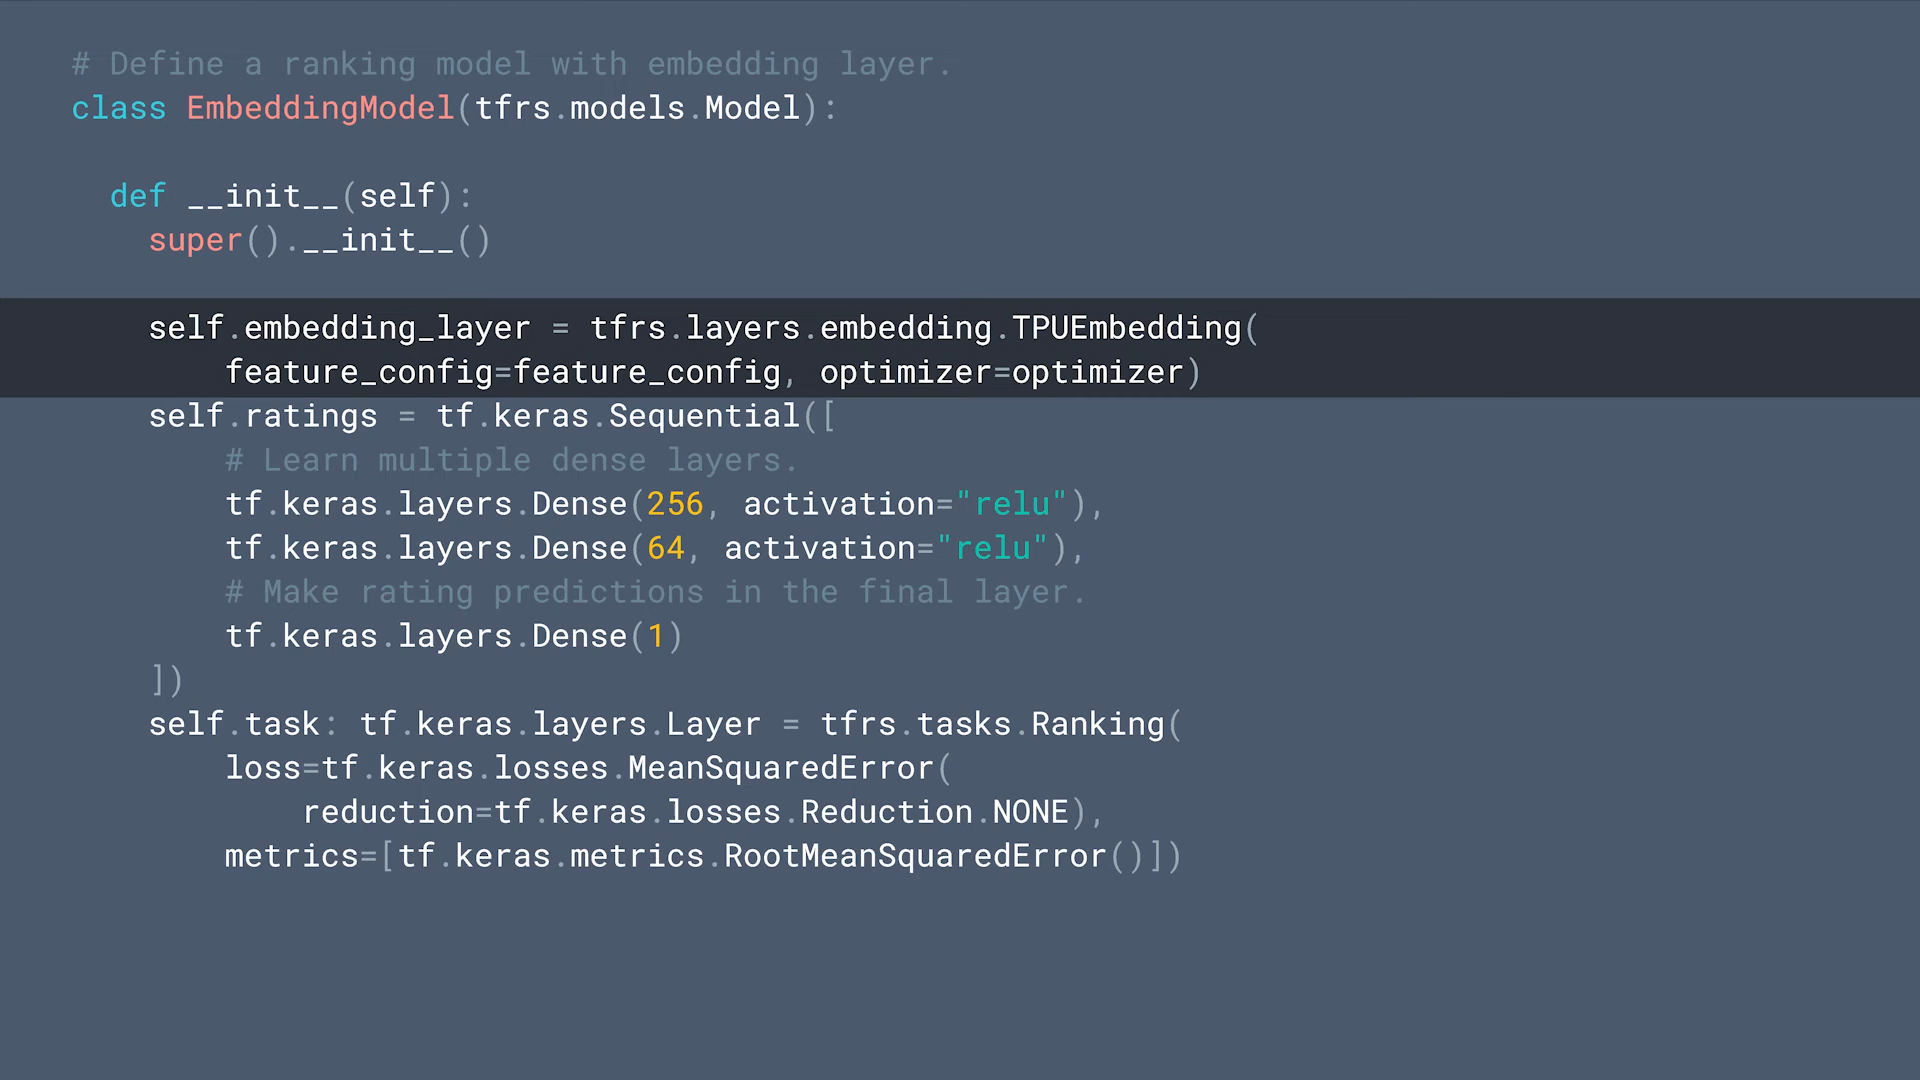 # Define a ranking model with embedding layer.
class EmbeddingModel(tfrs.models.Model):
  def __init__(self):
    super().__init__()
    self.embedding_layer = tfrs.layers.embedding.TPUEmbedding(
        feature_config=feature_config, optimizer=optimizer)
    self.ratings = tf.keras.Sequential([
        # Learn multiple dense layers.
        tf.keras.layers.Dense(256, activation="relu"),
        tf.keras.layers.Dense(64, activation="relu"),
        # Make rating predictions in the final layer.
        tf.keras.layers.Dense(1)
    ])
    self.task: tf.keras.layers.Layer = tfrs.tasks.Ranking(
        loss=tf.keras.losses.MeanSquaredError(
            reduction=tf.keras.losses.Reduction.NONE),
        metrics=[tf.keras.metrics.RootMeanSquaredError()])